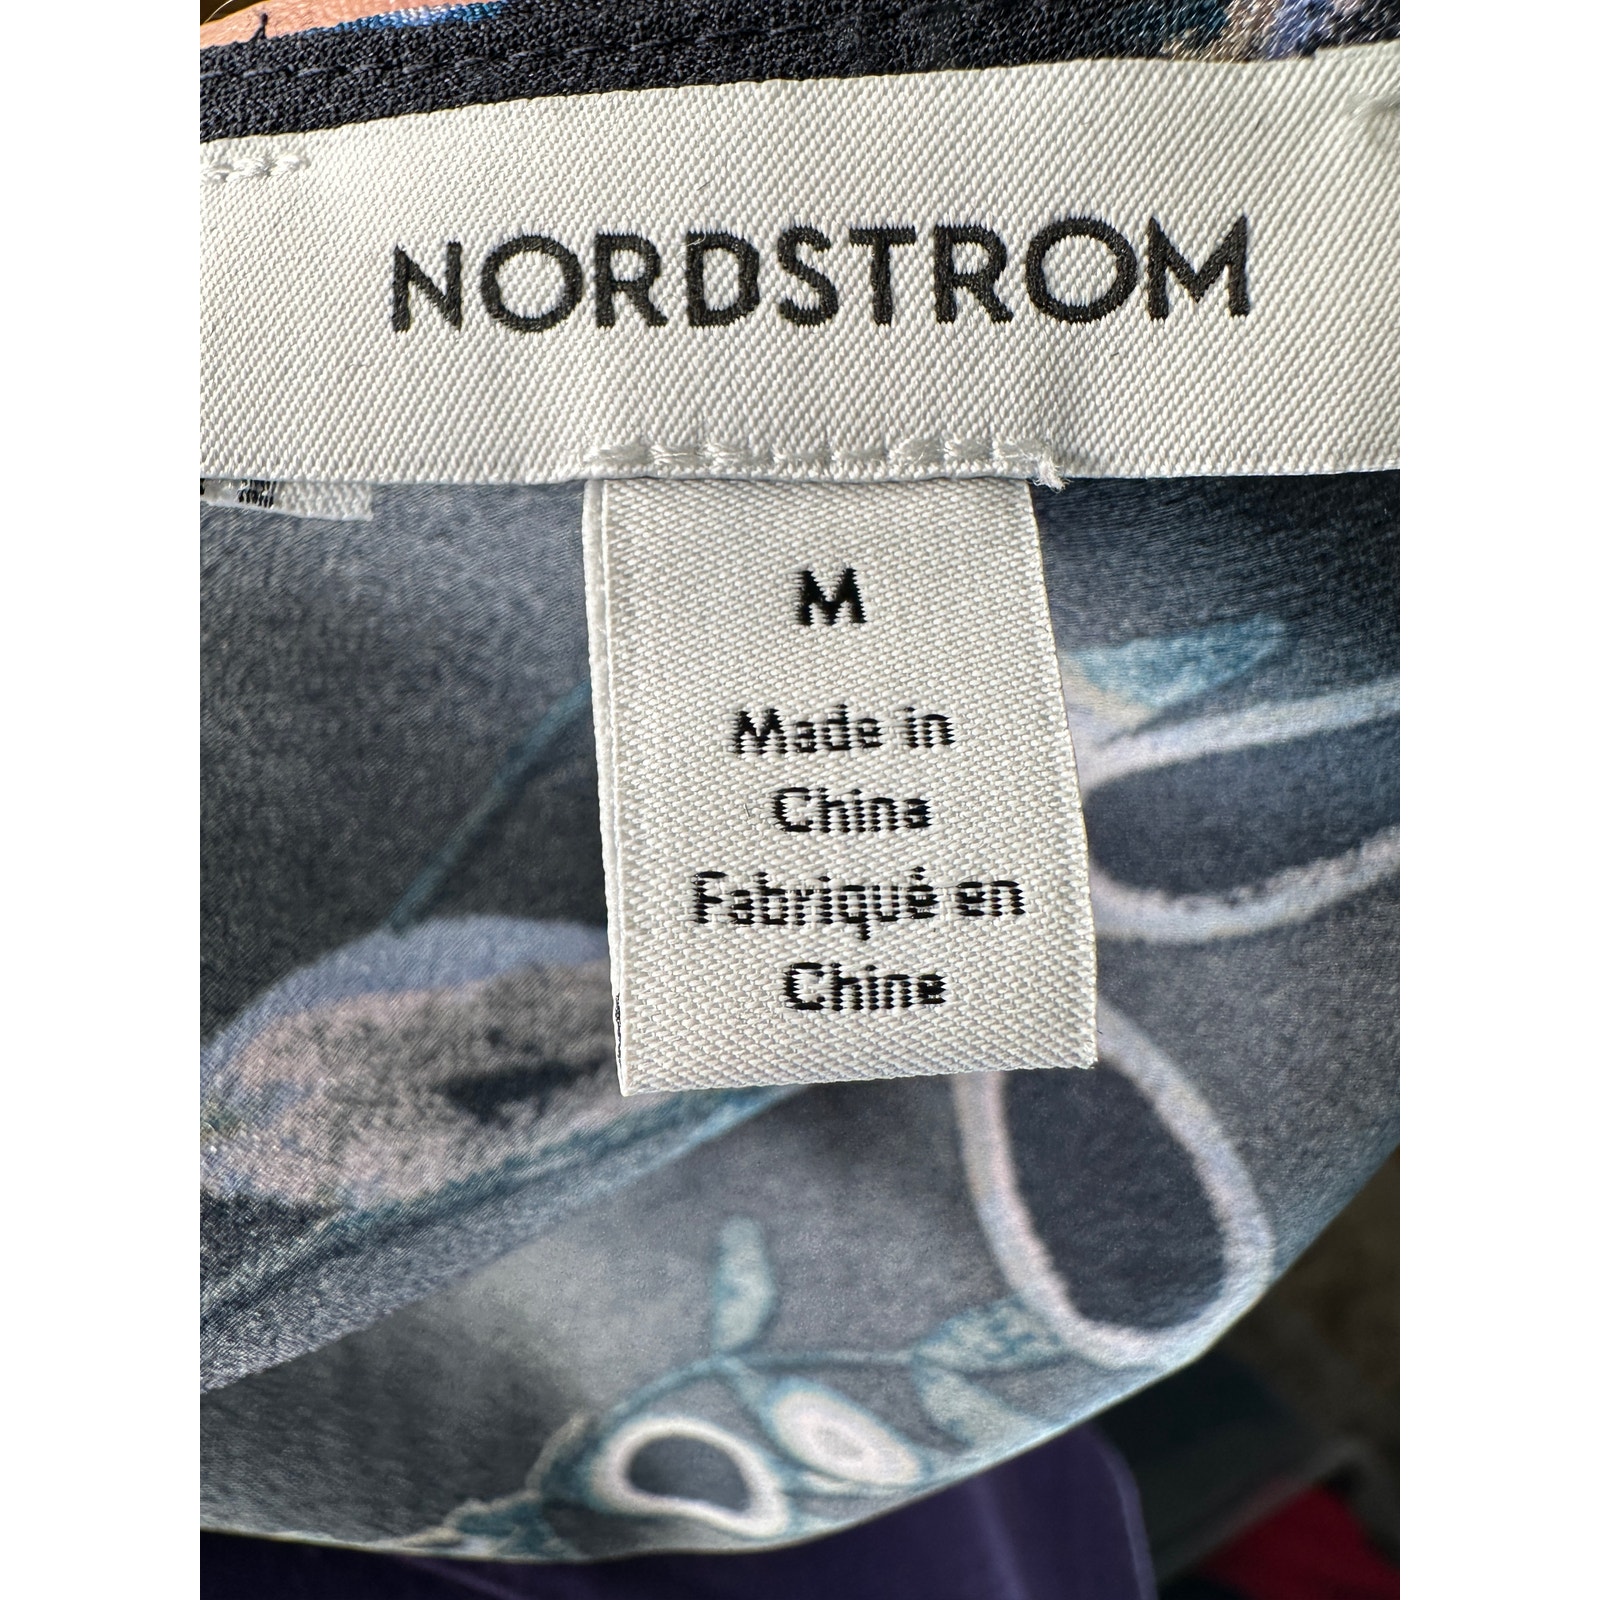 NORDSTROM
M
Made in
China
Fabriqué en
Chine